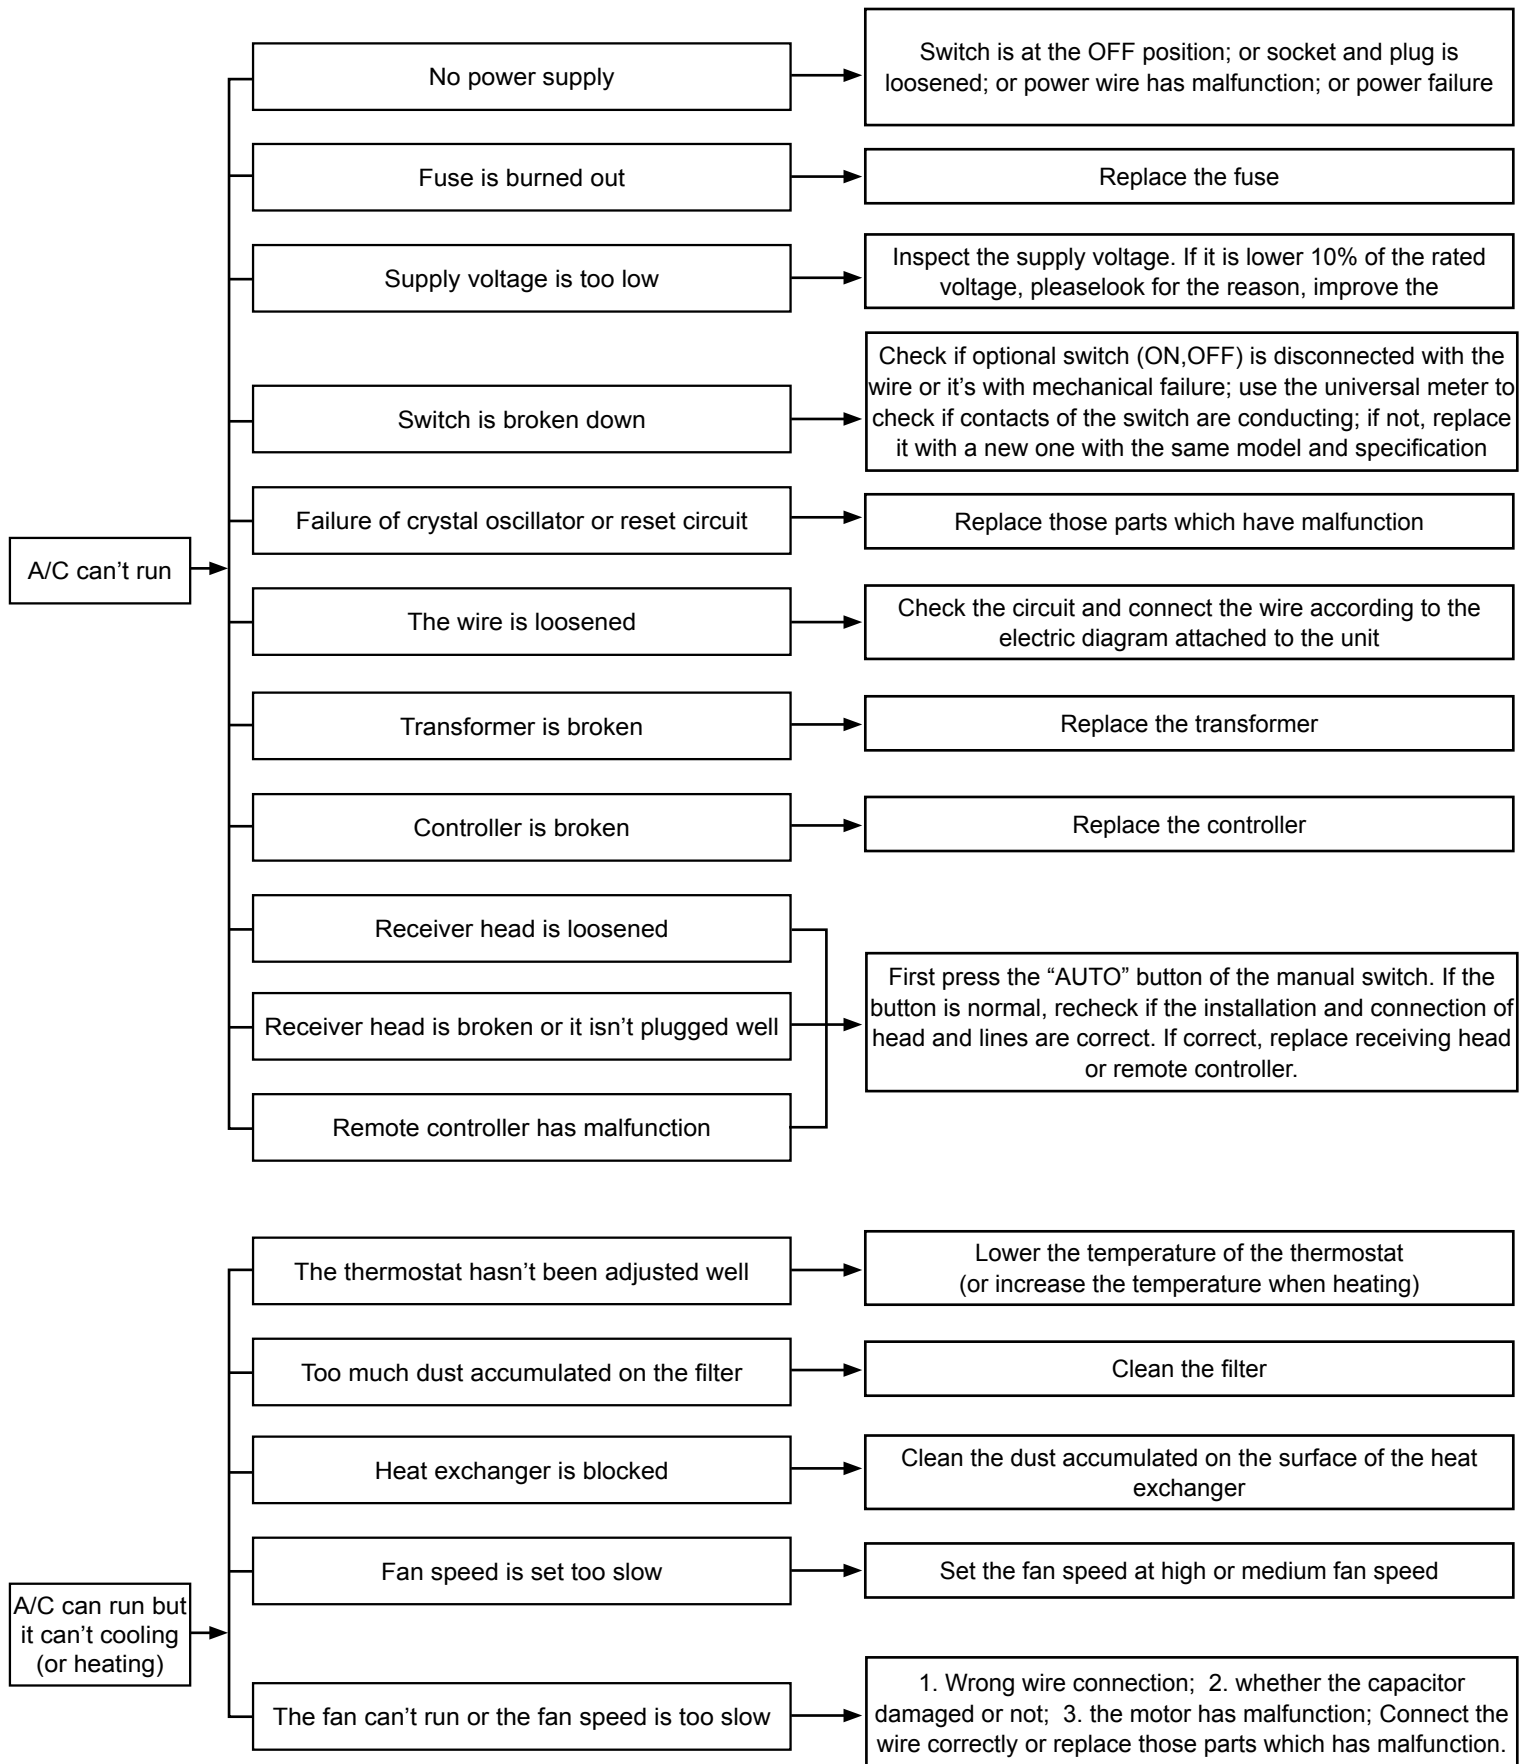 No power supply
Switch is at the OFF position; or socket and plug is
loosened; or power wire has malfunction; or power failure
Fuse is burned out
Replace the fuse
Supply voltage is too low
Inspect the supply voltage. If it is lower 10% of the rated
voltage, pleaselook for the reason, improve the
Switch is broken down
Check if optional switch (ON,OFF) is disconnected with the
wire or it’s with mechanical failure; use the universal meter to
check if contacts of the switch are conducting; if not, replace
it with a new one with the same model and specification
Failure of crystal oscillator or reset circuit
Replace those parts which have malfunction
A/C can’t run
The wire is loosened
Check the circuit and connect the wire according to the
electric diagram attached to the unit
Transformer is broken
Replace the transformer
Controller is broken
Replace the controller
Receiver head is loosened
Receiver head is broken or it isn’t plugged well
Remote controller has malfunction
First press the “AUTO” button of the manual switch. If the
button is normal, recheck if the installation and connection of
head and lines are correct. If correct, replace receiving head
or remote controller.
The thermostat hasn’t been adjusted well
Lower the temperature of the thermostat
(or increase the temperature when heating)
Too much dust accumulated on the filter
Clean the filter
Heat exchanger is blocked
Clean the dust accumulated on the surface of the heat
exchanger
Fan speed is set too slow
Set the fan speed at high or medium fan speed
A/C can run but
it can’t cooling
(or heating)
The fan can’t run or the fan speed is too slow
1. Wrong wire connection;  2. whether the capacitor
damaged or not;  3. the motor has malfunction; Connect the
wire correctly or replace those parts which has malfunction.